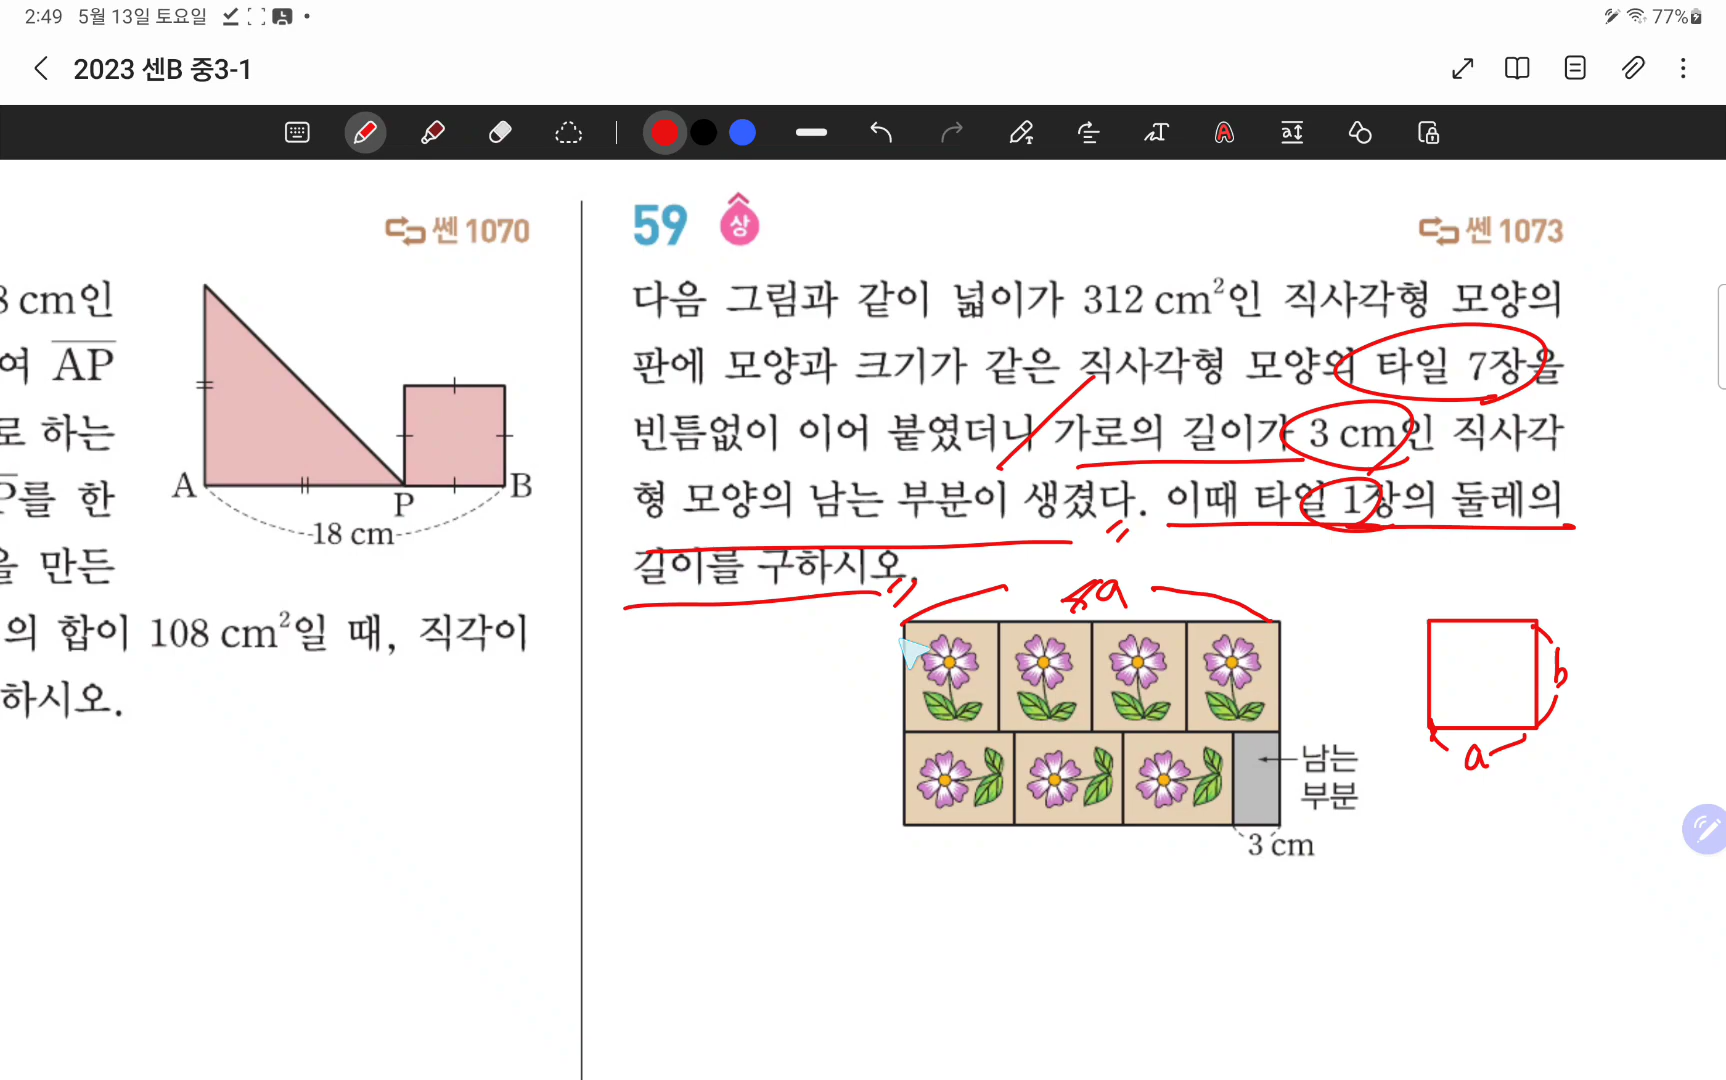 2:49 5월 13일 토요일
77%
2023 센B 중3-1
쎈 1070
3 cm인
여 AP
로 하는
P를 한
을 만든
의 합이 108 cm²일 때, 직각이
하시오.
A
P
B
18 cm
59 상
쎈 1073
다음 그림과 같이 넓이가 312 cm²인 직사각형 모양의
판에 모양과 크기가 같은 직사각형 모양의 타일 7장을
빈틈없이 이어 붙였더니 가로의 길이가 3 cm인 직사각
형 모양의 남는 부분이 생겼다. 이때 타일 1장의 둘레의
길이를 구하시오.
a
남는
부분
3 cm
b
a